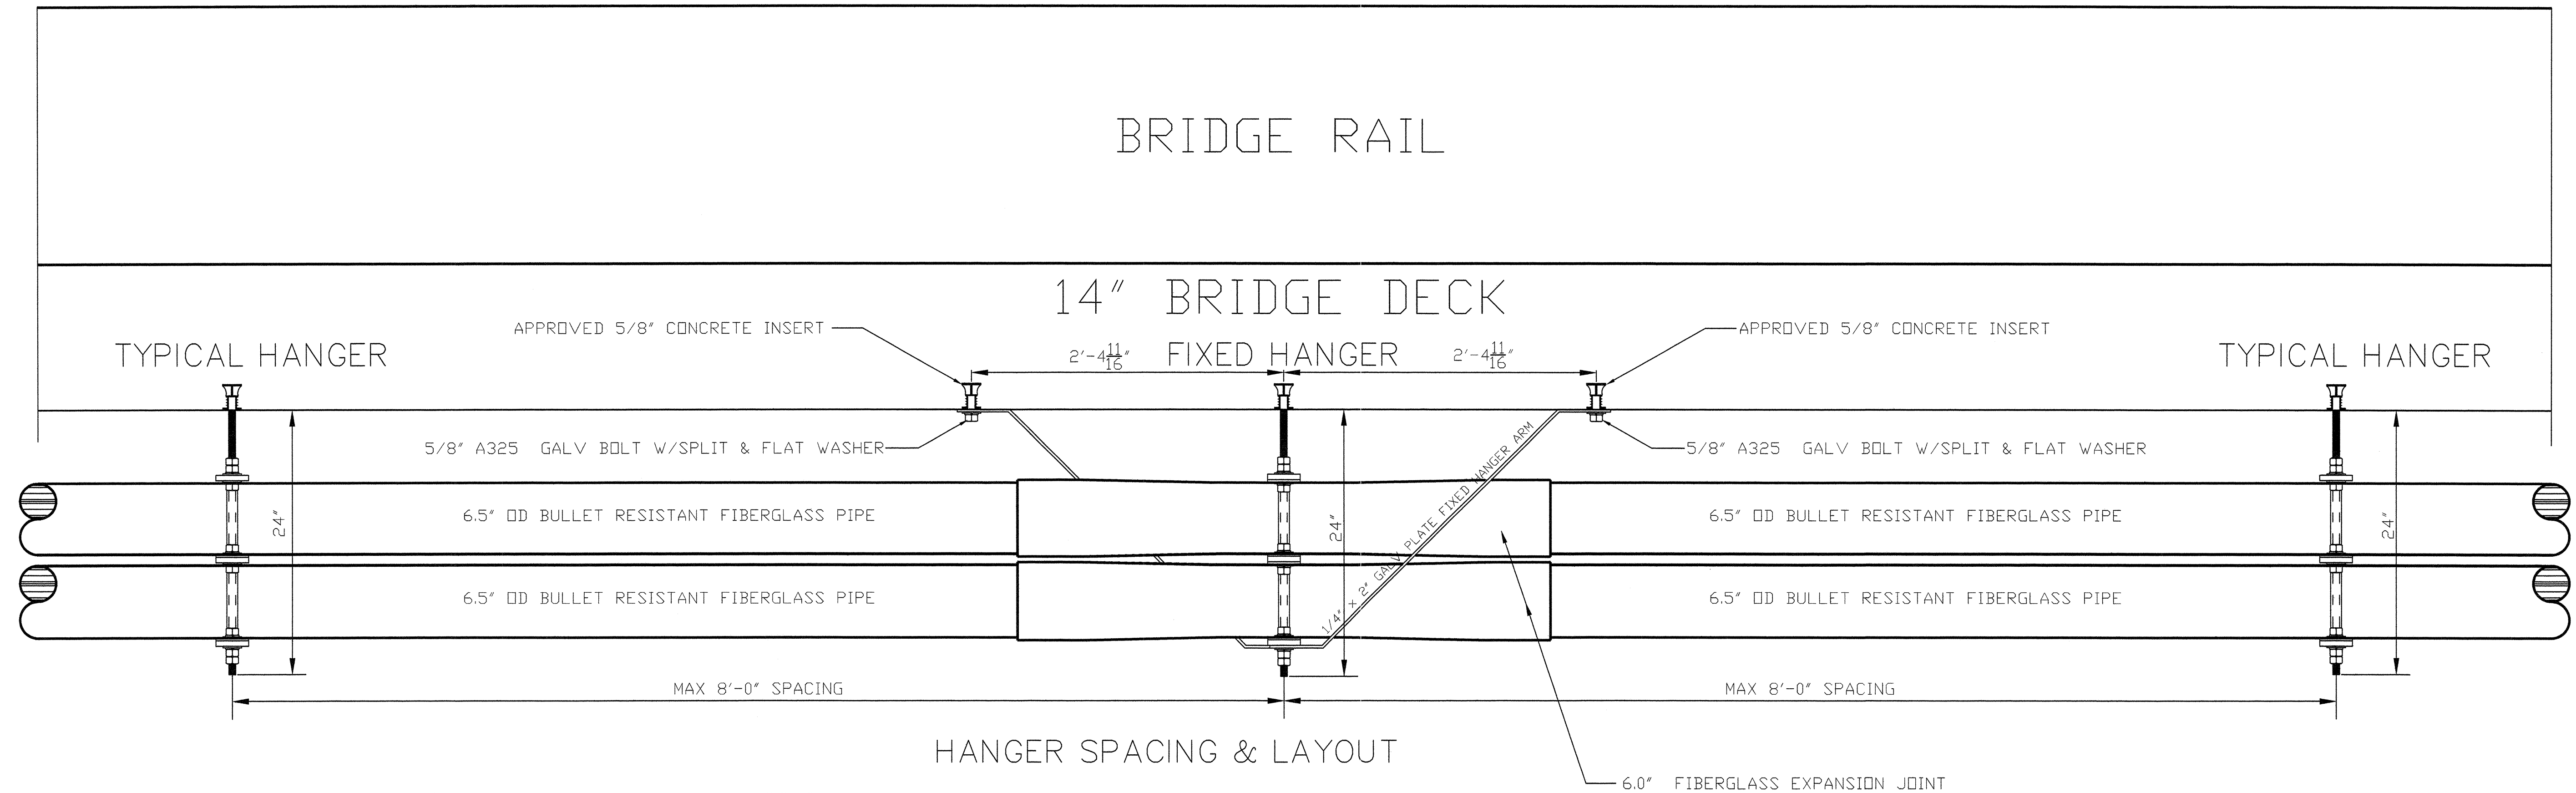 BRIDGE RAIL
14" BRIDGE DECK
APPROVED 5/8" CONCRETE INSERT
APPROVED 5/8" CONCRETE INSERT
TYPICAL HANGER
2'-4 11/16"
FIXED HANGER
2'-4 11/16"
TYPICAL HANGER
5/8" A325 GALV BOLT W/SPLIT & FLAT WASHER
5/8" A325 GALV BOLT W/SPLIT & FLAT WASHER
24"
6.5" OD BULLET RESISTANT FIBERGLASS PIPE
24"
1/4" x 2" GALV PLATE FIXED HANGER ARM
6.5" OD BULLET RESISTANT FIBERGLASS PIPE
24"
6.5" OD BULLET RESISTANT FIBERGLASS PIPE
6.5" OD BULLET RESISTANT FIBERGLASS PIPE
MAX 8'-0" SPACING
MAX 8'-0" SPACING
HANGER SPACING & LAYOUT
6.0" FIBERGLASS EXPANSION JOINT